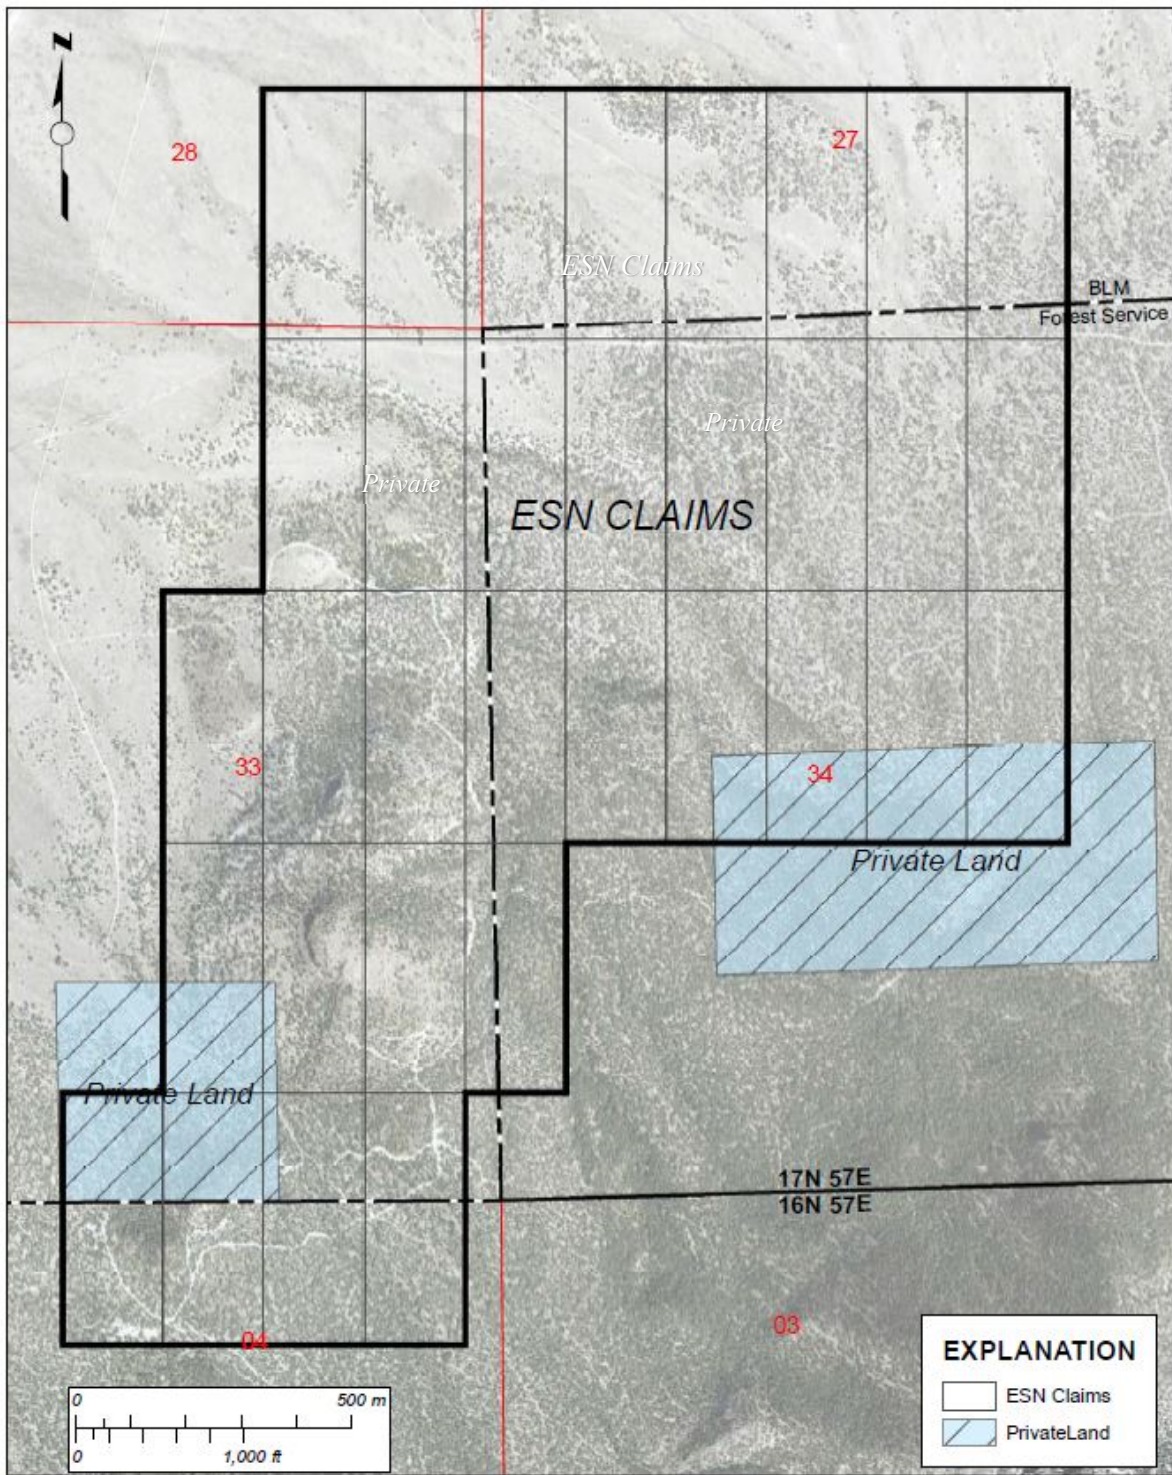 N
28
27
ESN Claims
BLM
Forest Service
Private
Private
ESN CLAIMS
33
34
Private Land
Private Land
17N 57E
16N 57E
04
03
EXPLANATION
ESN Claims
PrivateLand
0 500 m
0 1,000 ft